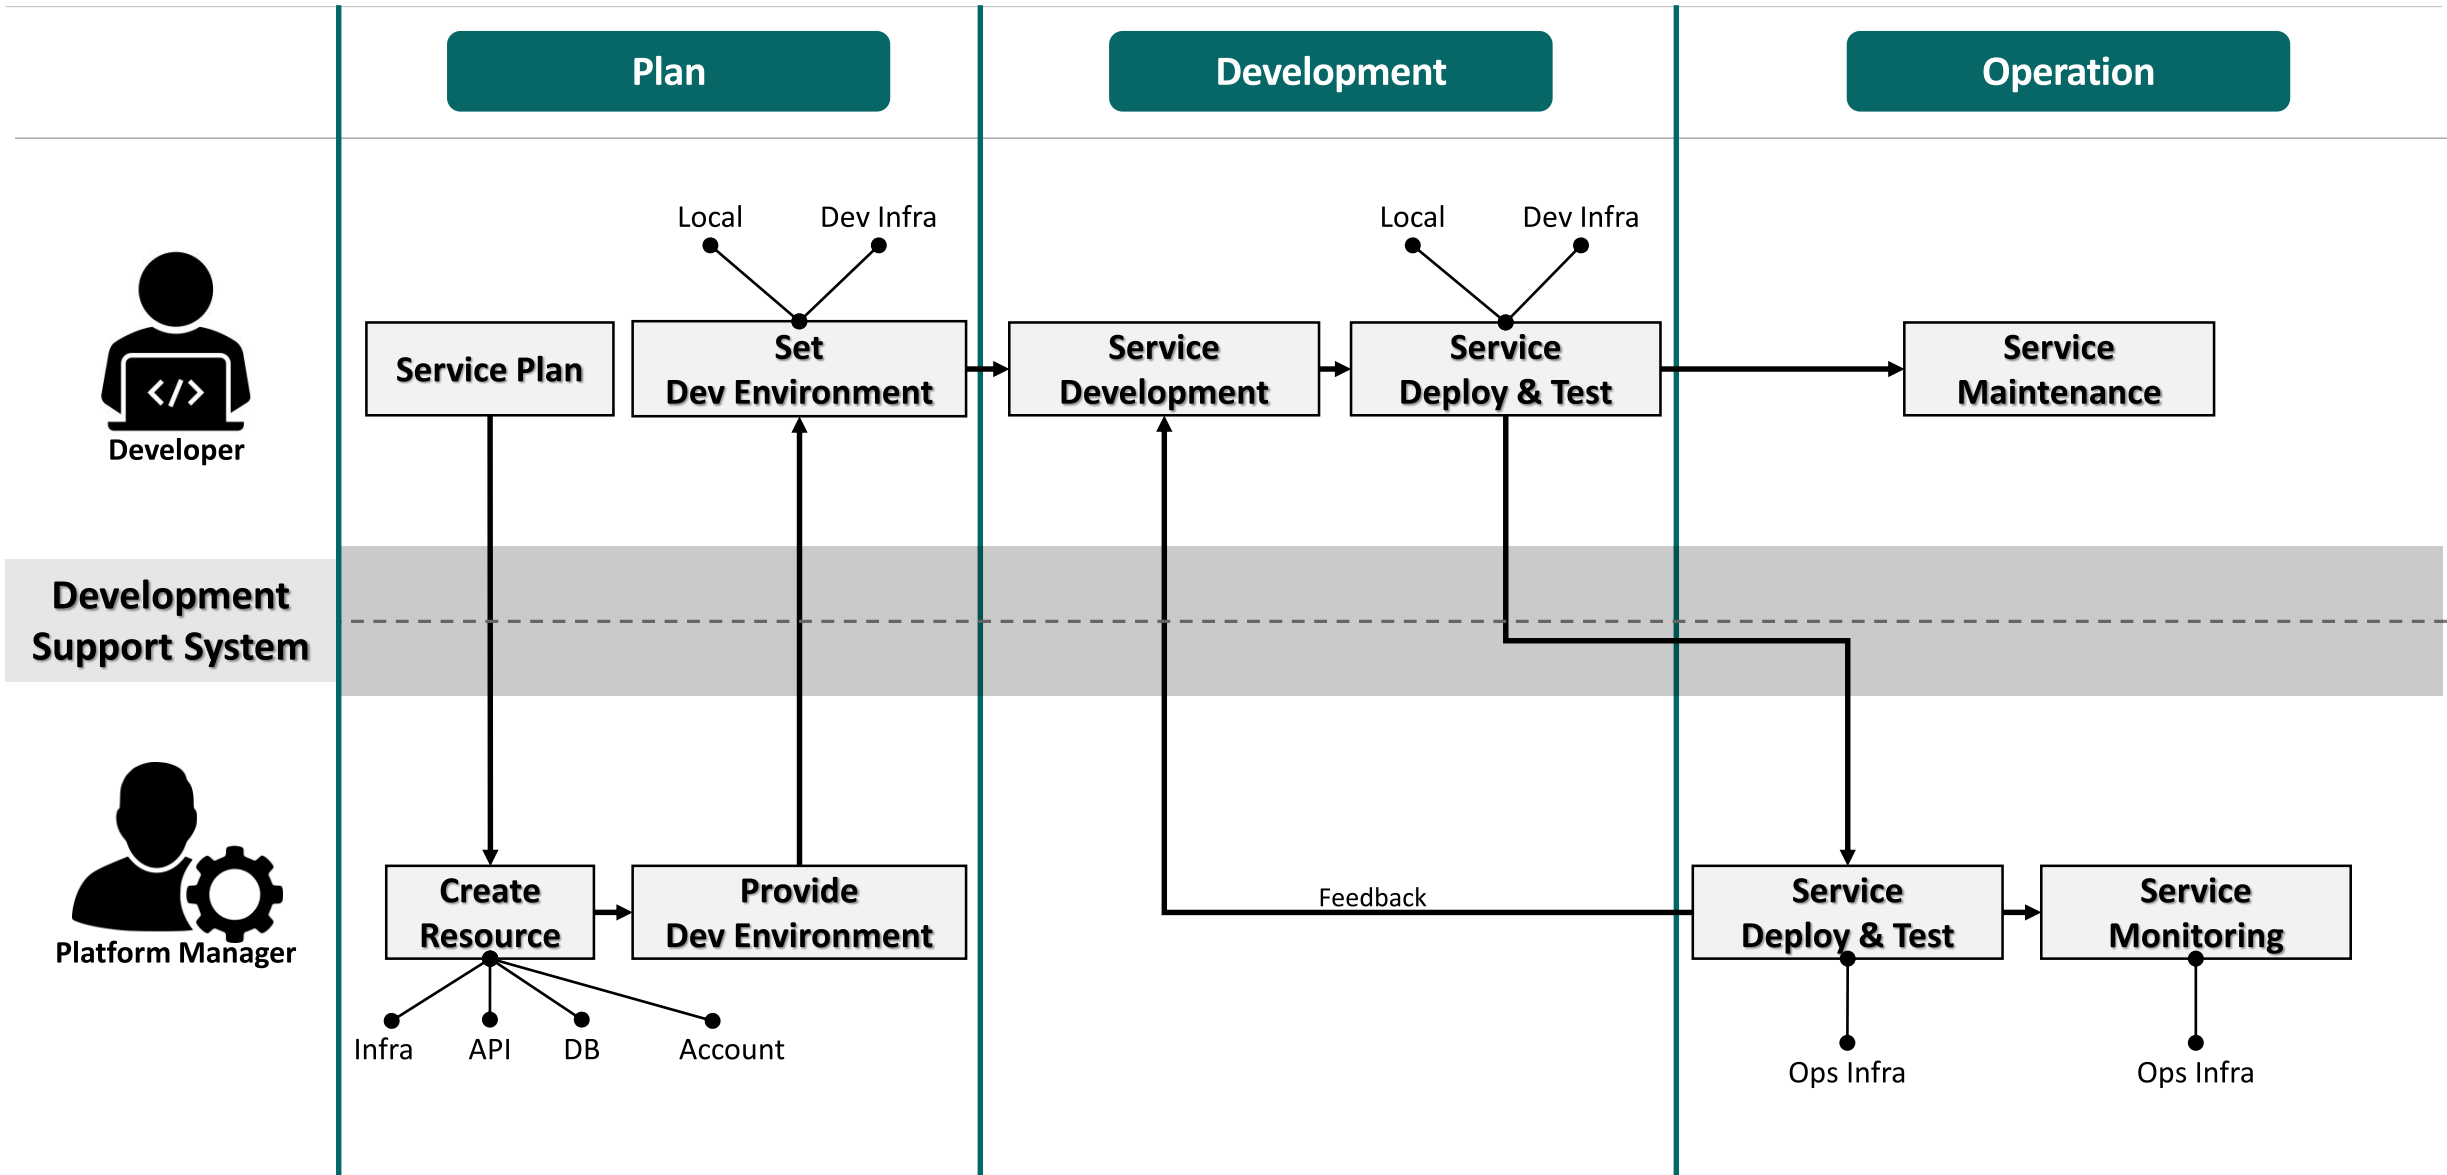 Plan
Development
Operation
Local
Dev Infra
Local
Dev Infra
Developer
Service Plan
Set
Dev Environment
Service
Development
Service
Deploy & Test
Service
Maintenance
Development
Support System
Platform Manager
Create
Resource
Provide
Dev Environment
Feedback
Service
Deploy & Test
Service
Monitoring
Infra
API
DB
Account
Ops Infra
Ops Infra